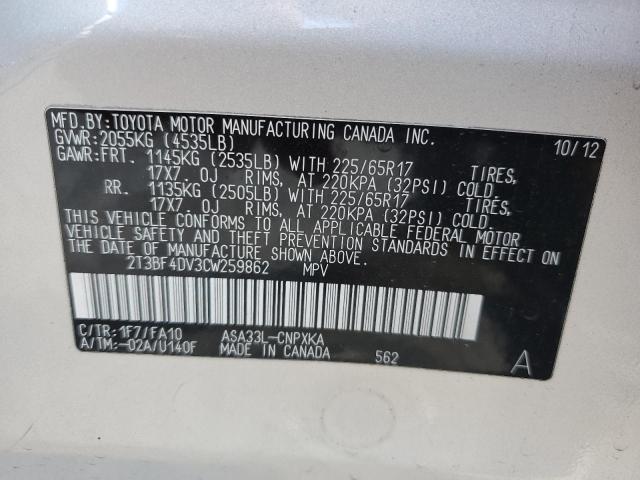 MFD.BY:TOYOTA MOTOR MANUFACTURING CANADA INC.
GVWR:2055KG (4535LB) 10/12
GAWR:FRT. 1145KG (2535LB) WITH 225/65R17 TIRES,
17X7.0J RIMS, AT 220KPA (32PSI) COLD.
RR. 1135KG (2505LB) WITH 225/65R17 TIRES,
17X7.0J RIMS, AT 220KPA (32PSI) COLD.
THIS VEHICLE CONFORMS TO ALL APPLICABLE FEDERAL MOTOR
VEHICLE SAFETY AND THEFT PREVENTION STANDARDS IN EFFECT ON
THE DATE OF MANUFACTURE SHOWN ABOVE.
2T3BF4DV3CW259862 MPV
C/TR:1F7/FA10 ASA33L-CNPXKA
A/TM:-02A/U140F MADE IN CANADA 562 A